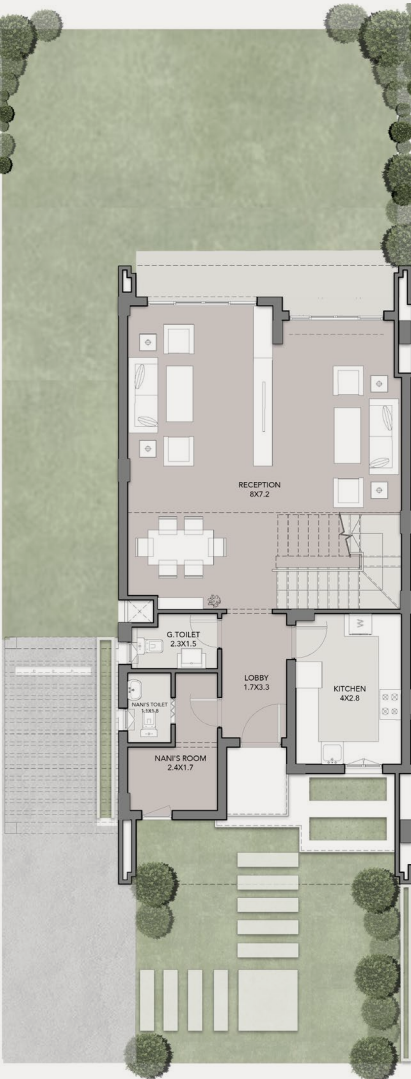 RECEPTION
8X7.2
G.TOILET
2.3X1.5
LOBBY
1.7X3.3
KITCHEN
4X2.8
W
NANI'S TOILET
NANI'S ROOM
2.4X1.7